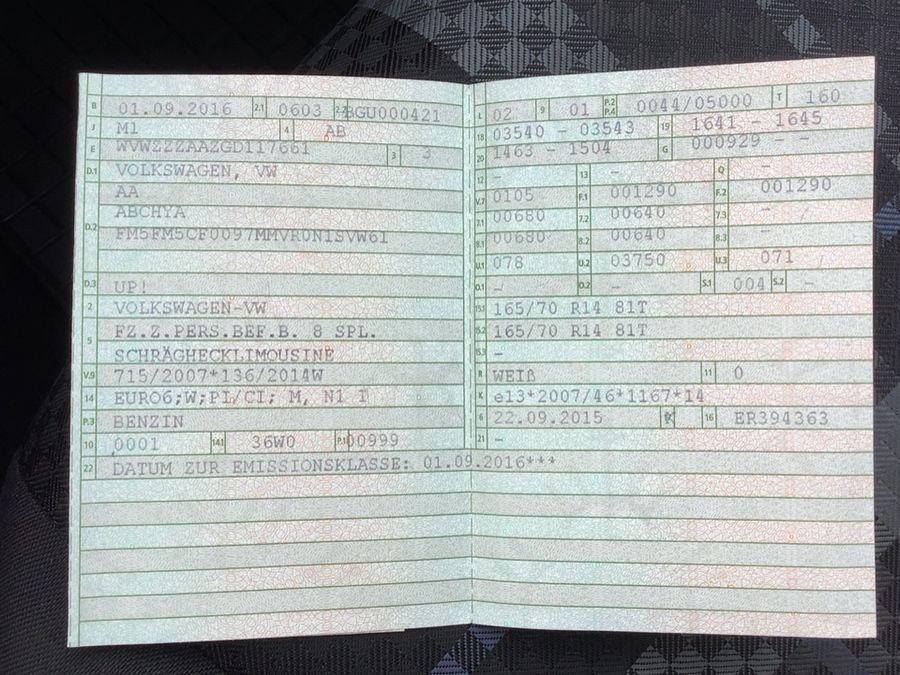 B 01.09.2016 2.1 0603 2.2 BGU000421
J M1 4 AB
E WVWZZZAAZGD117661 3 3
D.1 VOLKSWAGEN, VW
AA
D.2 ABCHYA
FM5FM5CF0097MMVR0N1SVW61
D.3 UP!
2 VOLKSWAGEN-VW
5 FZ.Z.PERS.BEF.B. 8 SPL.
SCHRÄGHECKLIMOUSINE
V.9 715/2007*136/2014W
14 EURO6;W;PI/CI; M, N1 I
P.3 BENZIN
10 0001 14.1 36W0 P.1 00999
22 DATUM ZUR EMISSIONSKLASSE: 01.09.2016***
L 02 9 01 P.2 P.4 0044/05000 T 160
18 03540 - 03543 19 1641 - 1645
20 1463 - 1504 G 000929 - -
12 - 13 - Q -
V.7 0105 F.1 001290 F.2 001290
7.1 00680 7.2 00640 7.3 -
8.1 00680 8.2 00640 8.3 -
U.1 078 U.2 03750 U.3 071
O.1 - O.2 - S.1 004 S.2 -
15.1 165/70 R14 81T
15.2 165/70 R14 81T
15.3 -
R WEIß 11 0
K e13*2007/46*1167*14
6 22.09.2015 17 K 16 ER394363
21 -